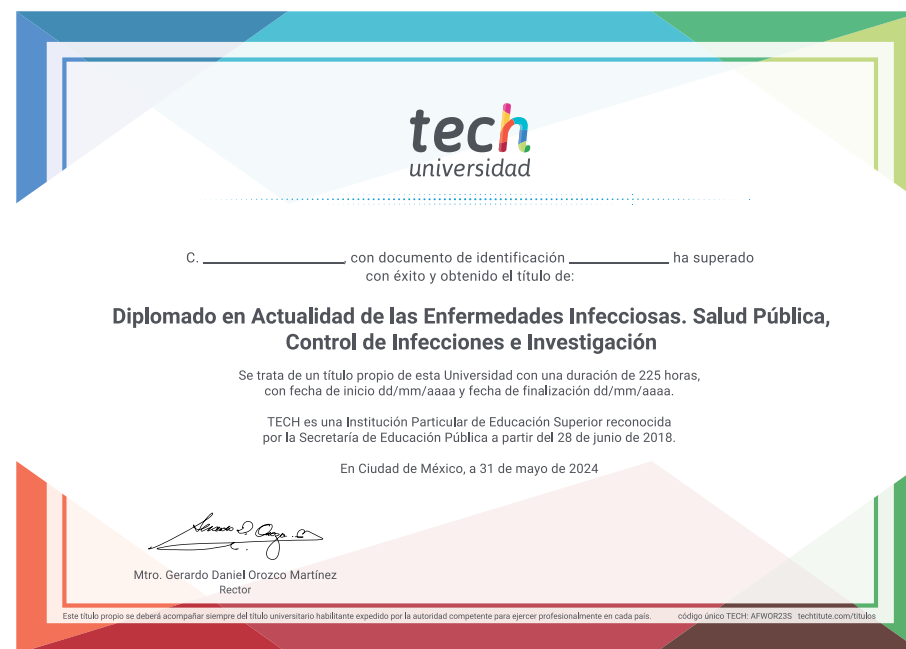 tech
universidad
C. ____________, con documento de identificación ____________ ha superado
con éxito y obtenido el título de:
Diplomado en Actualidad de las Enfermedades Infecciosas. Salud Pública,
Control de Infecciones e Investigación
Se trata de un título propio de esta Universidad con una duración de 225 horas,
con fecha de inicio dd/mm/aaaa y fecha de finalización dd/mm/aaaa.
TECH es una Institución Particular de Educación Superior reconocida
por la Secretaría de Educación Pública a partir del 28 de junio de 2018.
En Ciudad de México, a 31 de mayo de 2024
Mtro. Gerardo Daniel Orozco Martínez
Rector
Este título propio se deberá acompañar siempre del título universitario habilitante expedido por la autoridad competente para ejercer profesionalmente en cada país. código único TECH: AFWOR23S techtitute.com/titulos